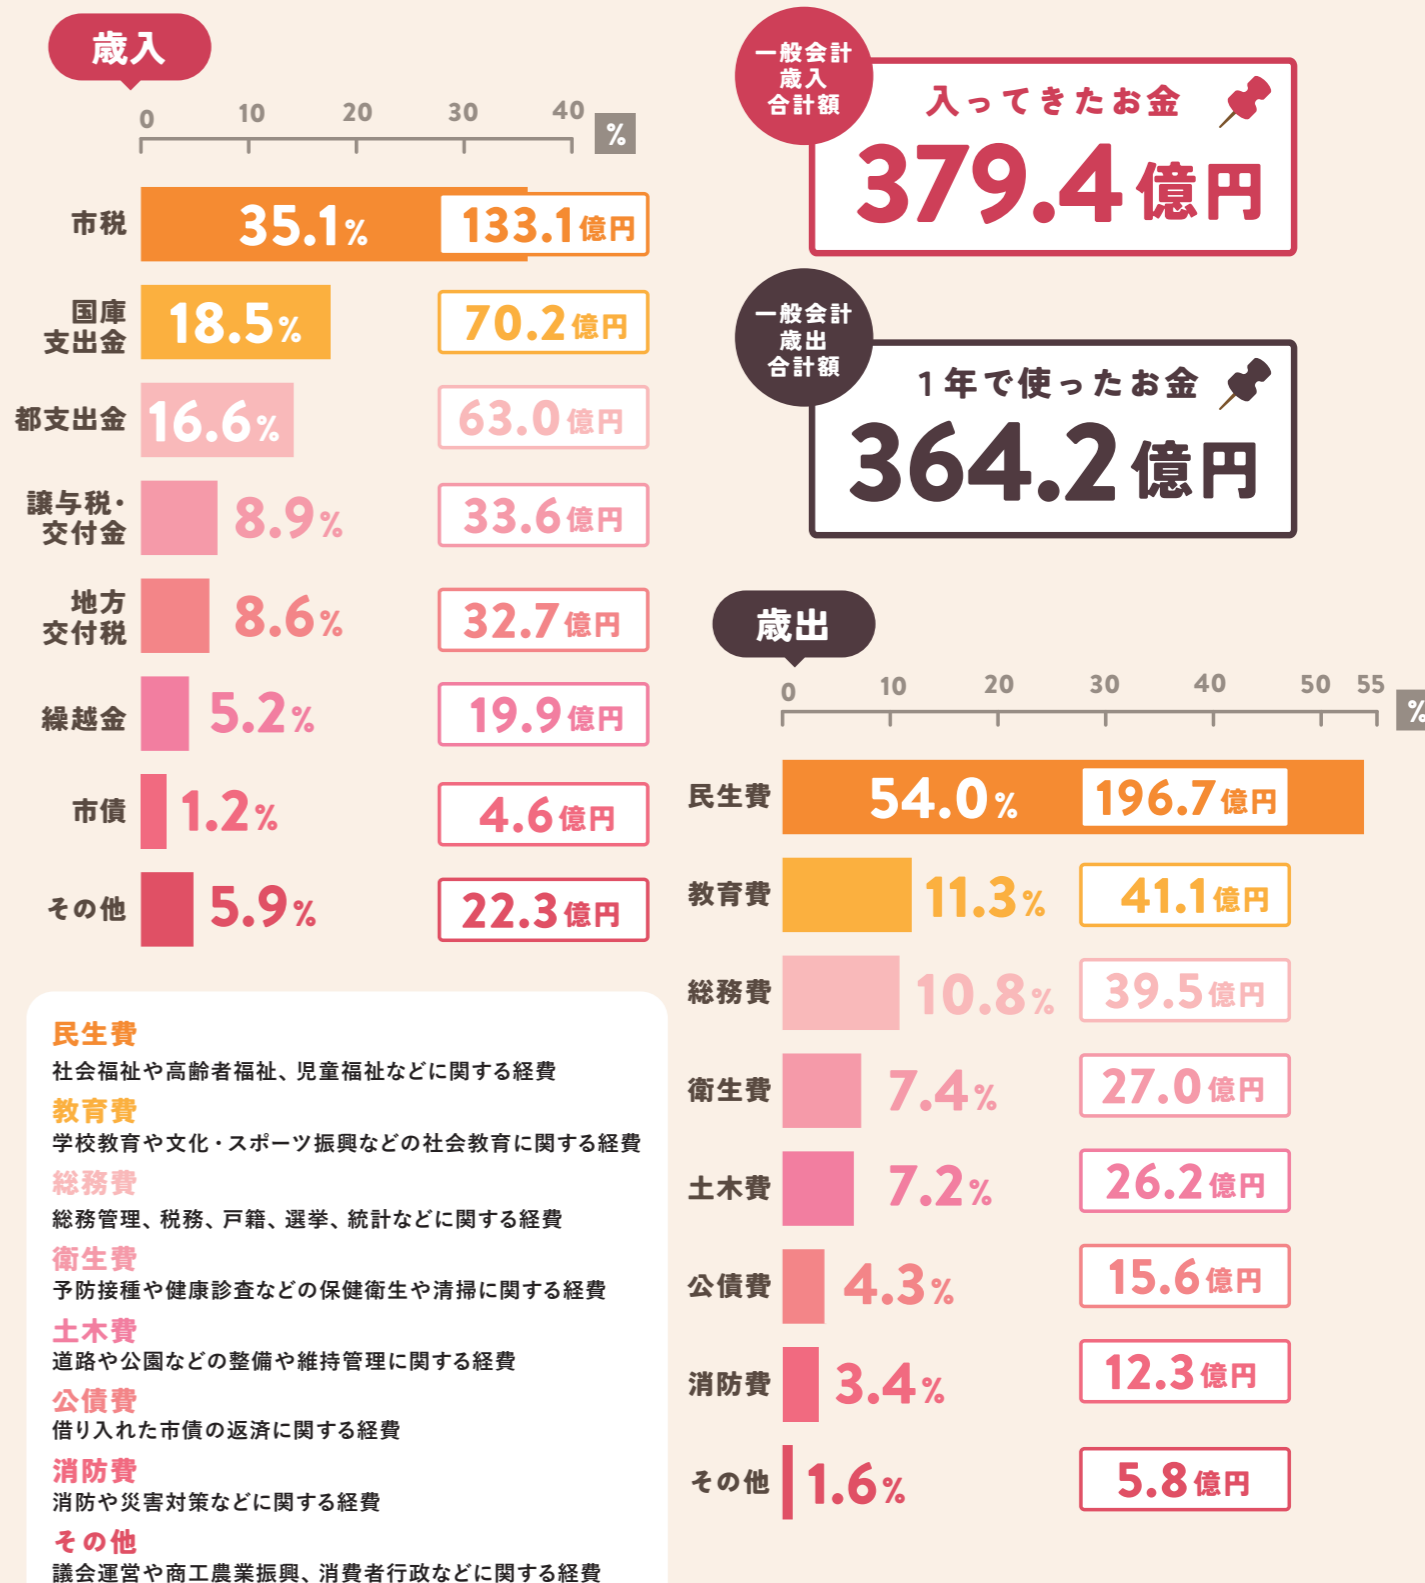 歳入
0 10 20 30 40 %
市税 35.1% 133.1億円
国庫
支出金 18.5% 70.2億円
都支出金 16.6% 63.0億円
譲与税・
交付金 8.9% 33.6億円
地方
交付税 8.6% 32.7億円
繰越金 5.2% 19.9億円
市債 1.2% 4.6億円
その他 5.9% 22.3億円
一般会計
歳入
合計額
入ってきたお金
379.4億円
一般会計
歳出
合計額
1年で使ったお金
364.2億円
歳出
0 10 20 30 40 50 55 %
民生費 54.0% 196.7億円
教育費 11.3% 41.1億円
総務費 10.8% 39.5億円
衛生費 7.4% 27.0億円
土木費 7.2% 26.2億円
公債費 4.3% 15.6億円
消防費 3.4% 12.3億円
その他 1.6% 5.8億円
民生費
社会福祉や高齢者福祉、児童福祉などに関する経費
教育費
学校教育や文化・スポーツ振興などの社会教育に関する経費
総務費
総務管理、税務、戸籍、選挙、統計などに関する経費
衛生費
予防接種や健康診査などの保健衛生や清掃に関する経費
土木費
道路や公園などの整備や維持管理に関する経費
公債費
借り入れた市債の返済に関する経費
消防費
消防や災害対策などに関する経費
その他
議会運営や商工農業振興、消費者行政などに関する経費